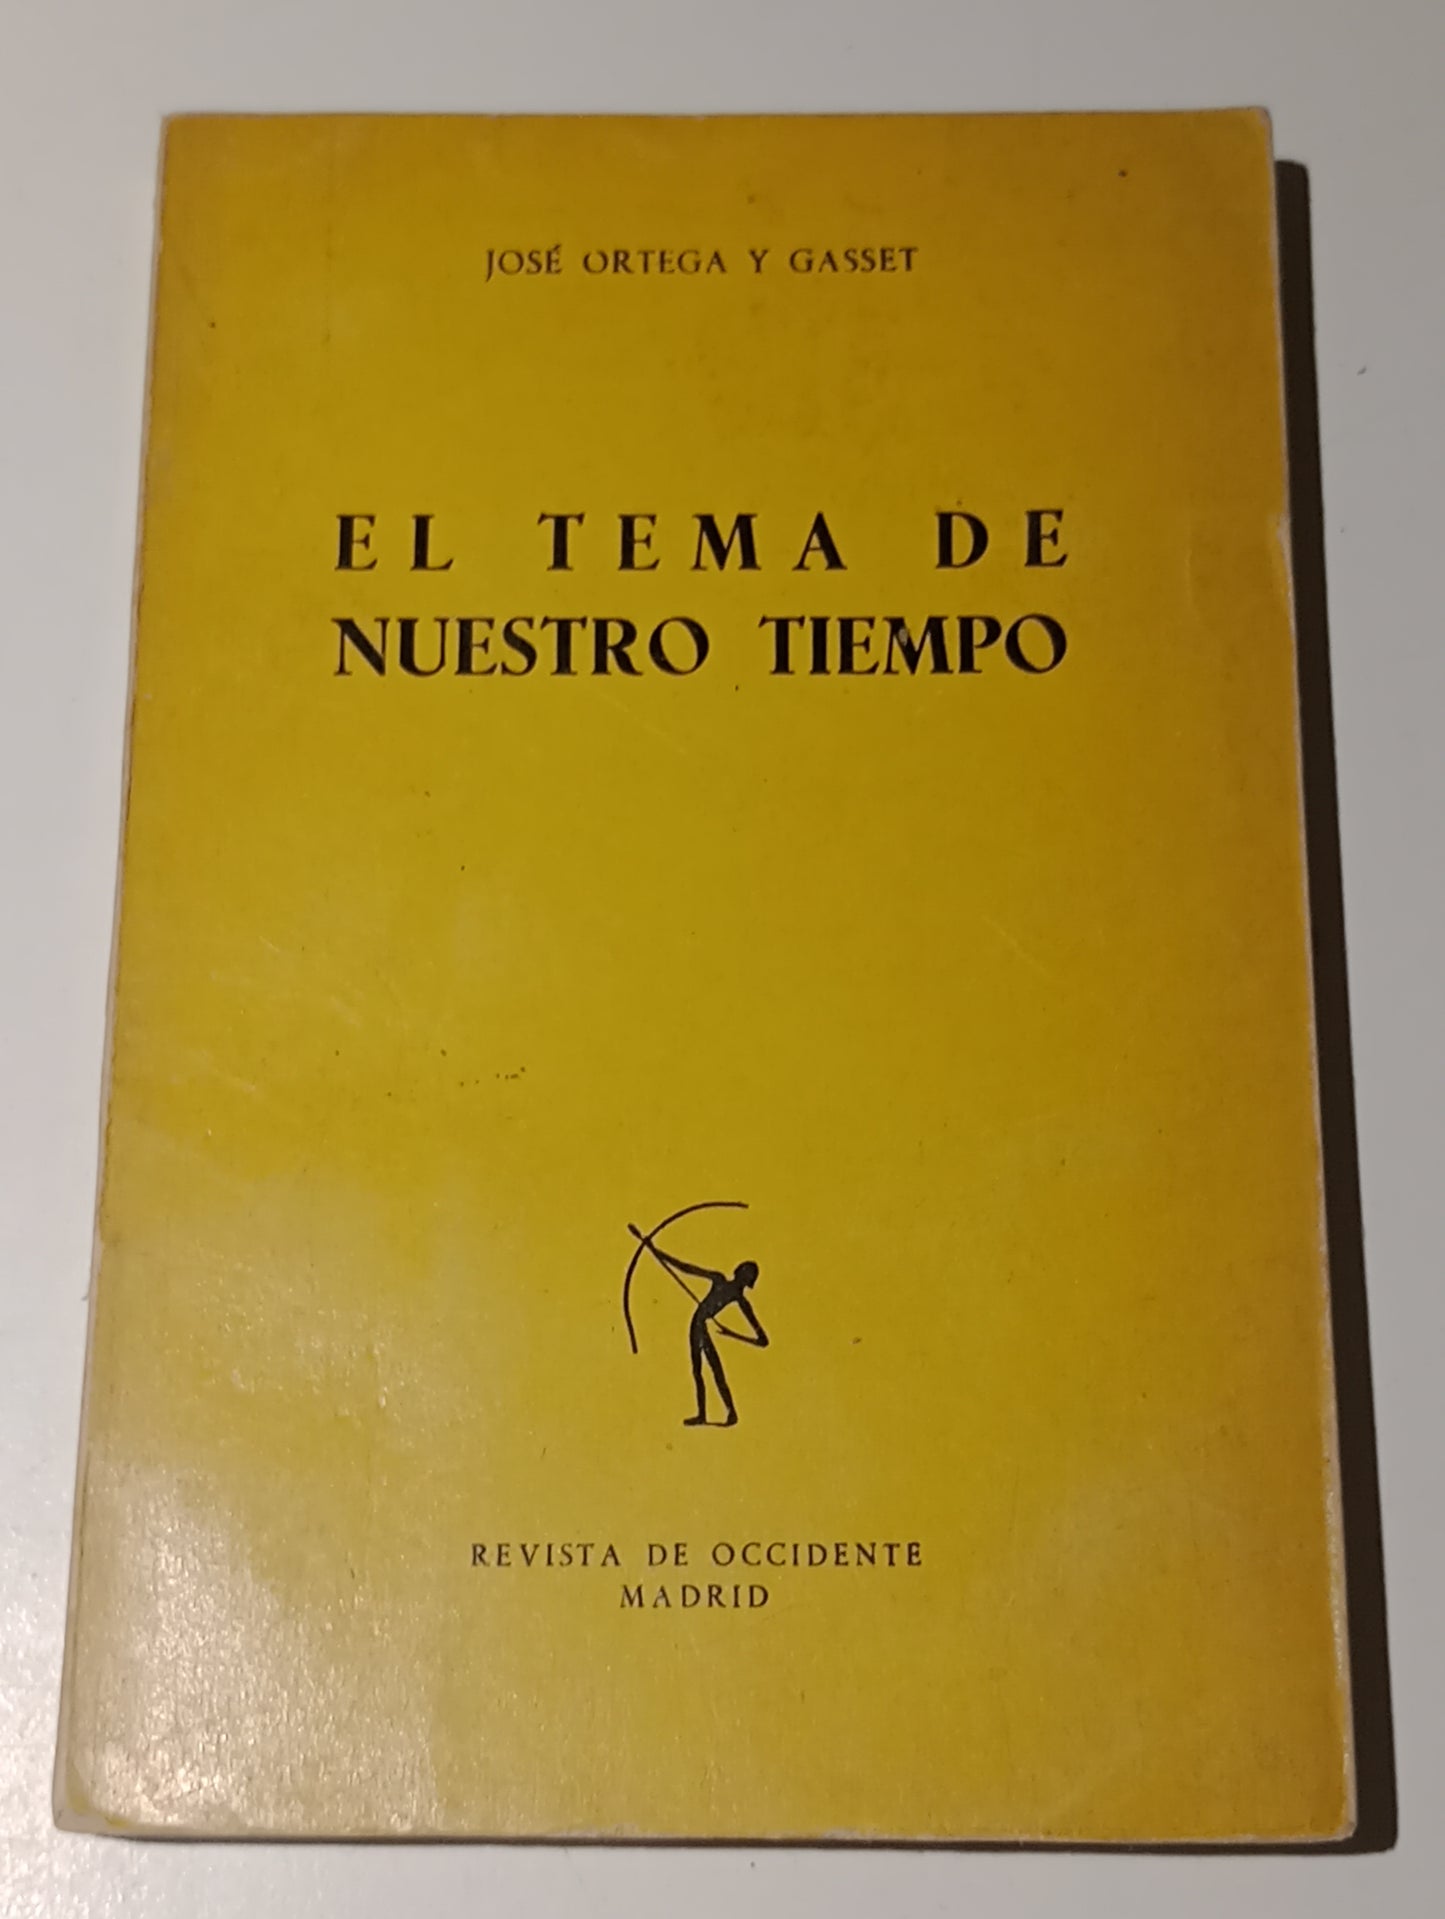 JOSÉ ORTEGA Y GASSET
EL TEMA DE
NUESTRO TIEMPO
REVISTA DE OCCIDENTE
MADRID